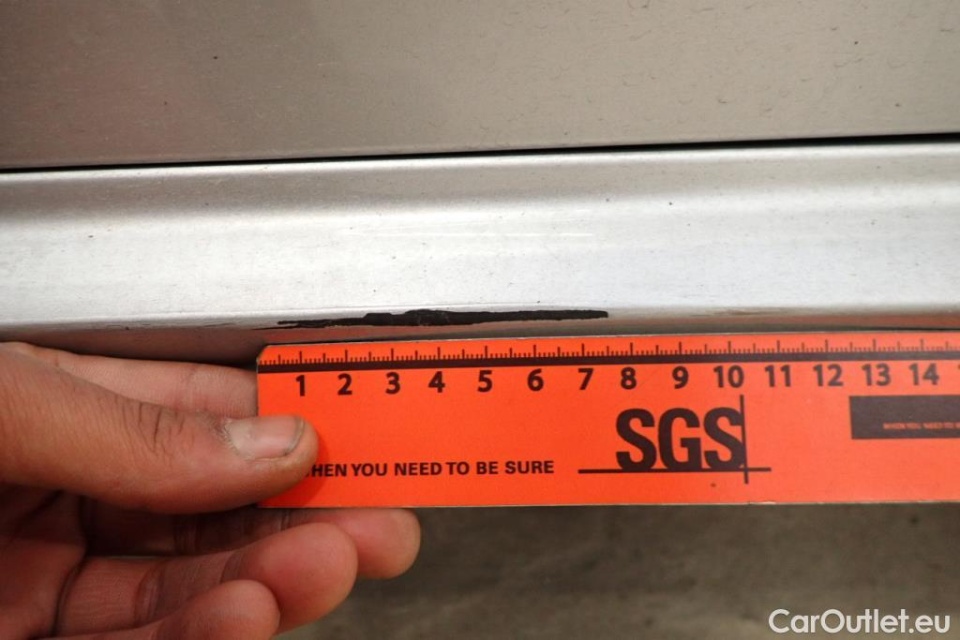 1 2 3 4 5 6 7 8 9 10 11 12 13 14
SGS
HEN YOU NEED TO BE SURE
CarOutlet.eu